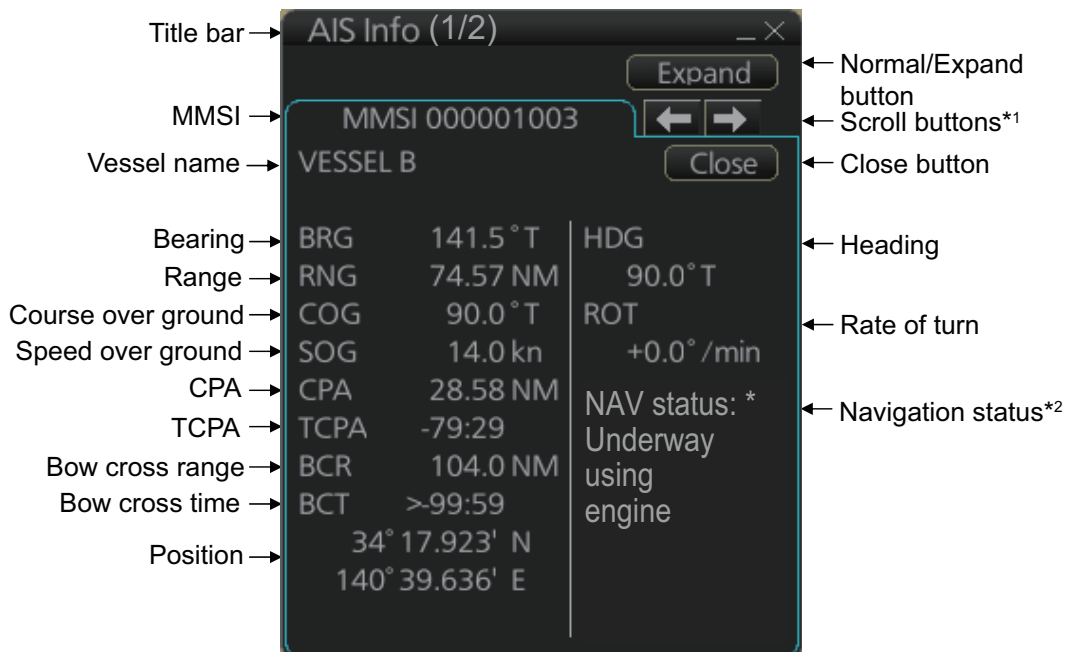 Title bar
AIS Info (1/2)
Expand
Normal/Expand
button
MMSI
MMSI 000001003
Scroll buttons*1
Vessel name
VESSEL B
Close
Close button
Bearing
BRG 141.5°T
HDG
Heading
Range
RNG 74.57 NM
90.0°T
Course over ground
COG 90.0°T
ROT
Rate of turn
Speed over ground
SOG 14.0 kn
+0.0°/min
CPA
CPA 28.58 NM
NAV status: *
Navigation status*2
TCPA
TCPA -79:29
Underway
Bow cross range
BCR 104.0 NM
using
Bow cross time
BCT >-99:59
engine
Position
34° 17.923' N
140° 39.636' E